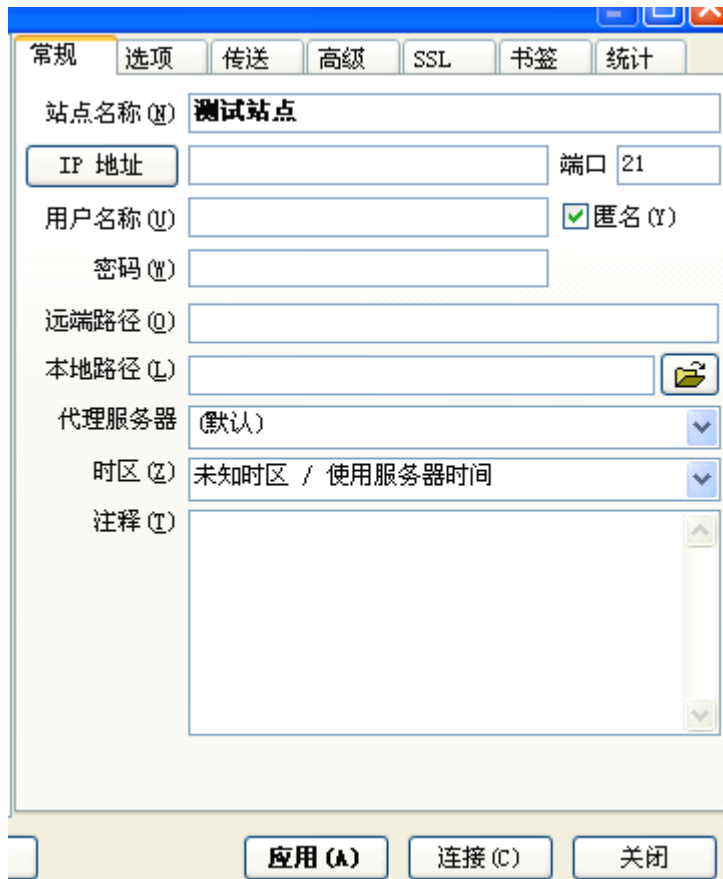 常规 选项 传送 高级 SSL 书签 统计
站点名称(N) 测试站点
IP 地址 端口 21
用户名称(U) 匿名(Y)
密码(W)
远端路径(O)
本地路径(L)
代理服务器 (默认)
时区(Z) 未知时区 / 使用服务器时间
注释(T)
应用(A) 连接(C) 关闭